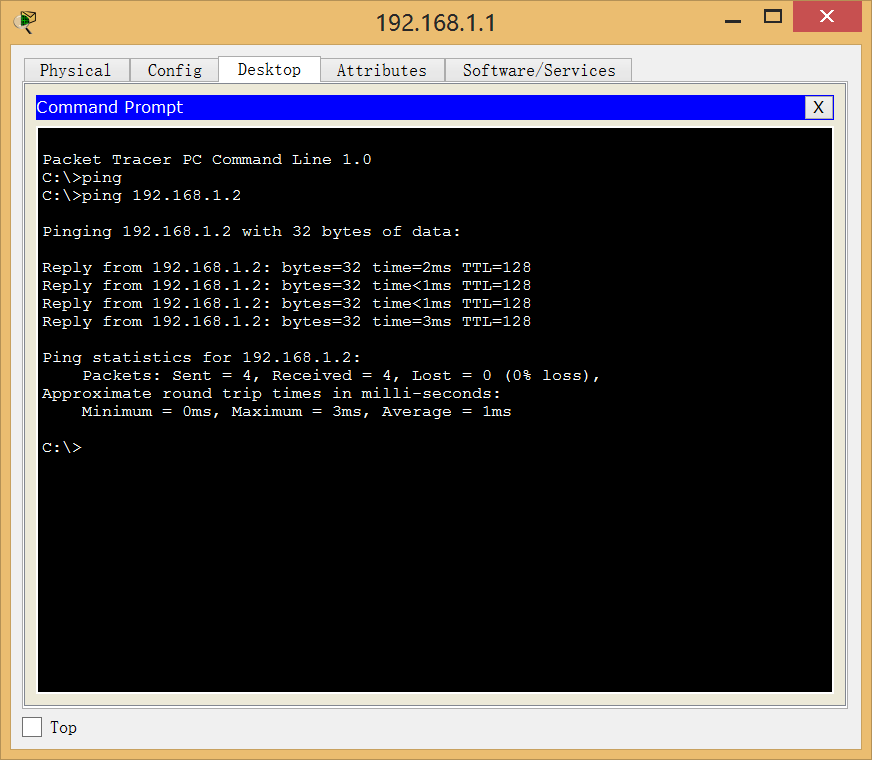 192.168.1.1
Physical Config Desktop Attributes Software/Services
Command Prompt X
Packet Tracer PC Command Line 1.0
C:\>ping
C:\>ping 192.168.1.2
Pinging 192.168.1.2 with 32 bytes of data:
Reply from 192.168.1.2: bytes=32 time=2ms TTL=128
Reply from 192.168.1.2: bytes=32 time<1ms TTL=128
Reply from 192.168.1.2: bytes=32 time<1ms TTL=128
Reply from 192.168.1.2: bytes=32 time=3ms TTL=128
Ping statistics for 192.168.1.2:
Packets: Sent = 4, Received = 4, Lost = 0 (0% loss),
Approximate round trip times in milli-seconds:
Minimum = 0ms, Maximum = 3ms, Average = 1ms
C:\>
Top